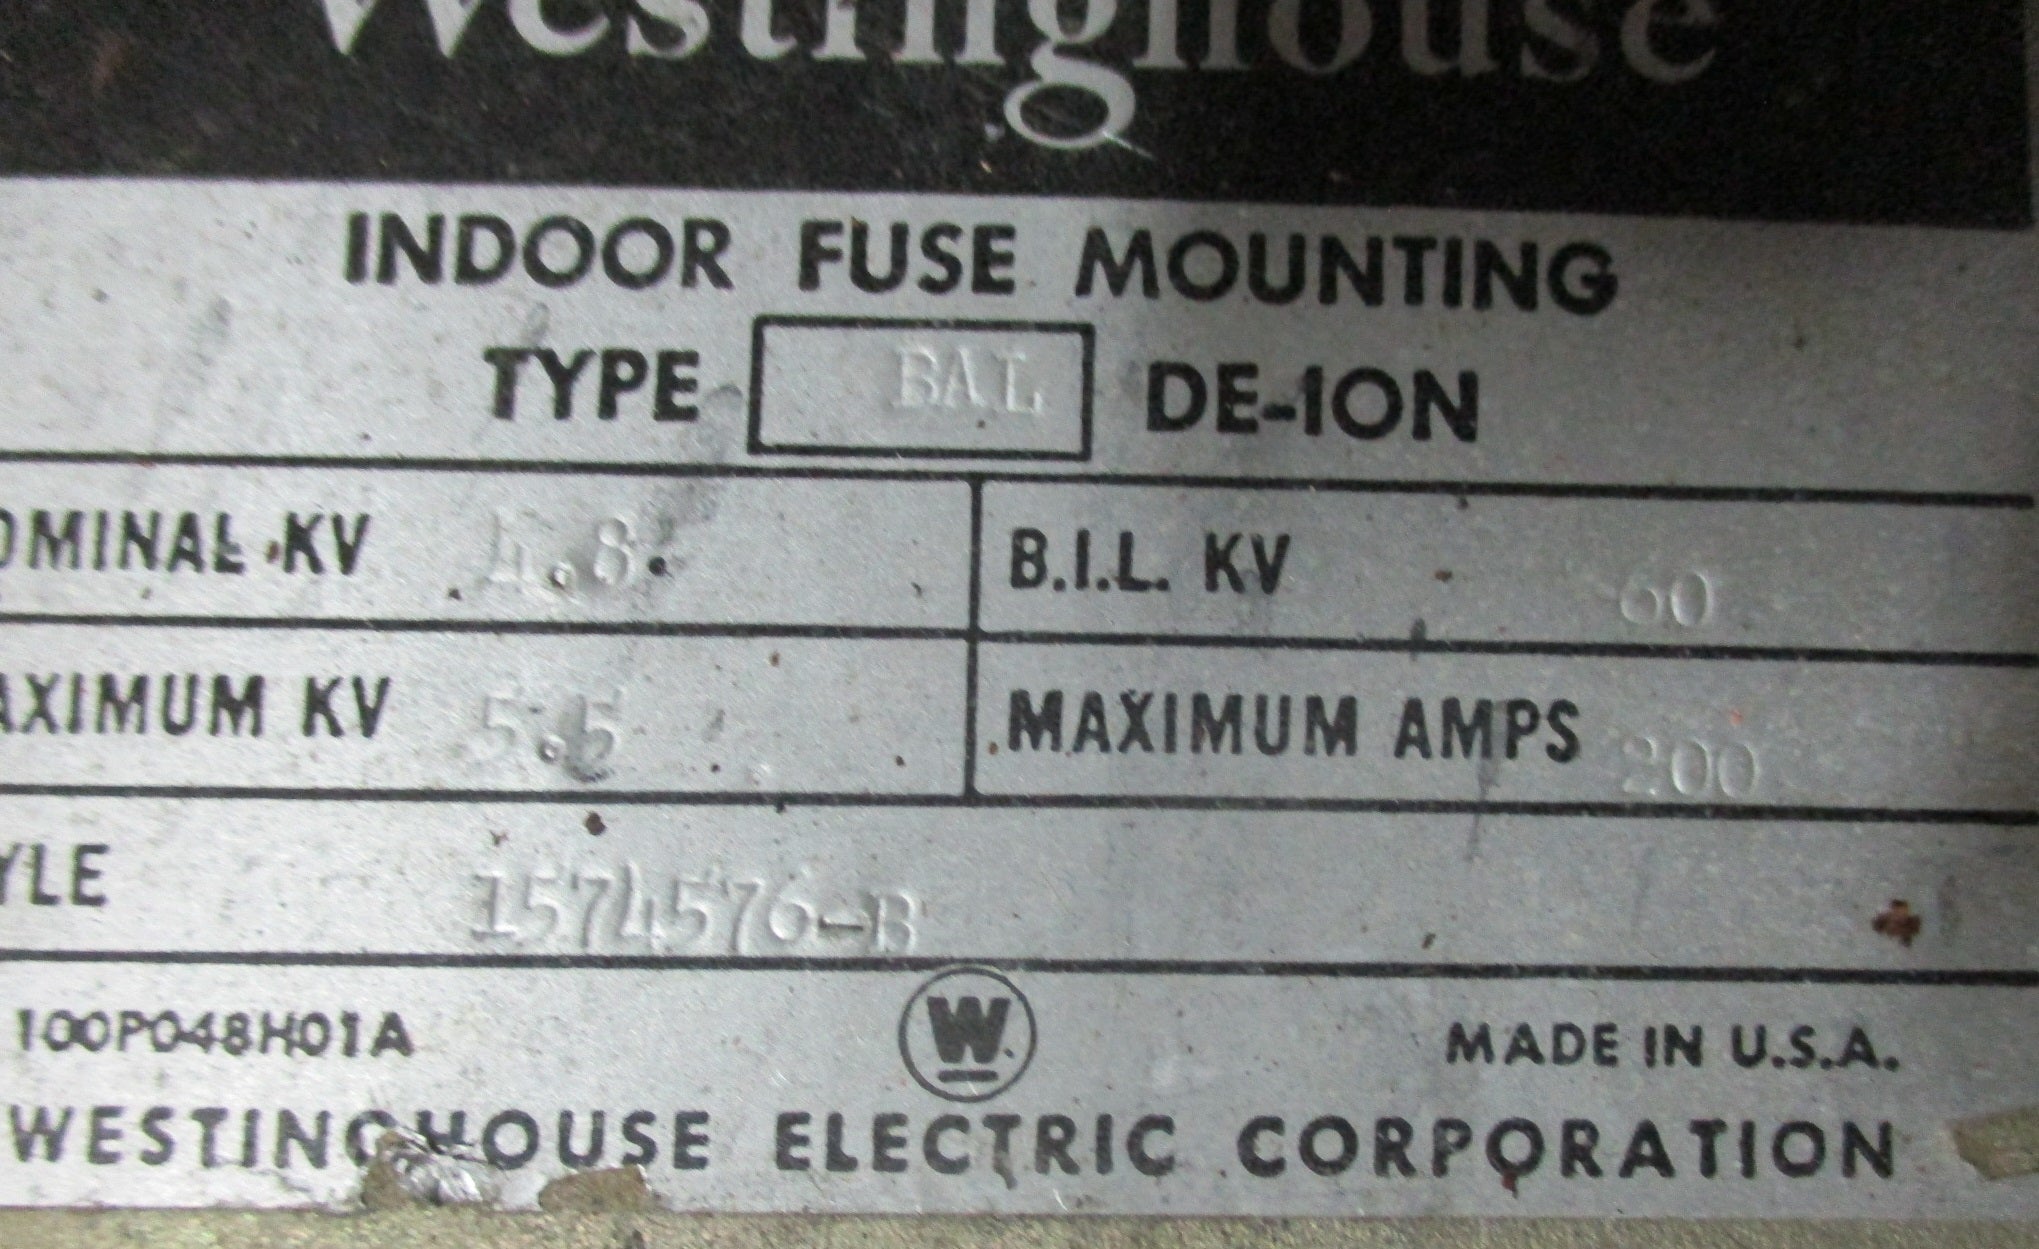 Westinghouse
INDOOR FUSE MOUNTING
TYPE BAL DE-ION
OMINAL KV 4.8. B.I.L. KV 60
AXIMUM KV 5.5 MAXIMUM AMPS 200
YLE 1574576-B
100P048H01A W MADE IN U.S.A.
WESTINGHOUSE ELECTRIC CORPORATION